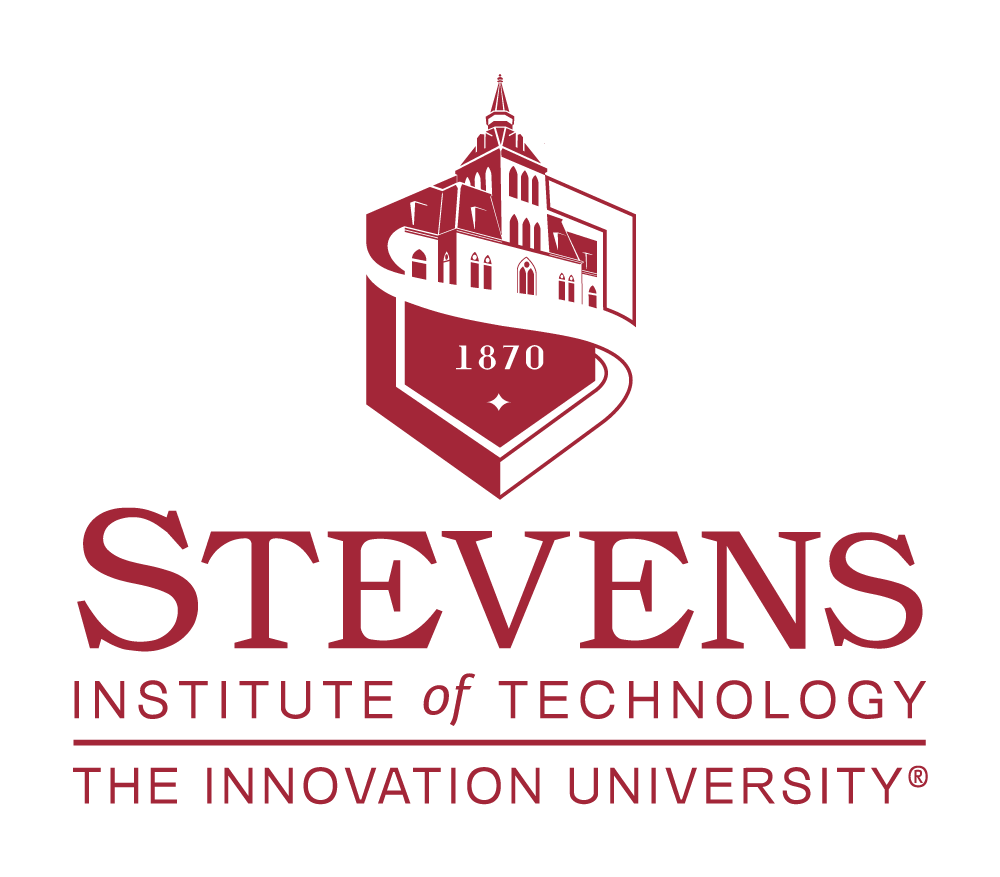 1870
STEVENS
INSTITUTE of TECHNOLOGY
THE INNOVATION UNIVERSITY®